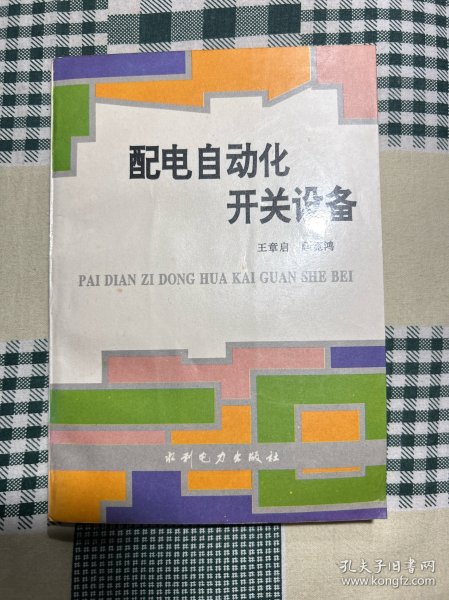 配电自动化
开关设备
王章启 鸿
PAI DIAN ZI DONG HUA KAI GUAN SHE BEI
水利电力出版社
孔夫子旧书网
www.kongfz.com